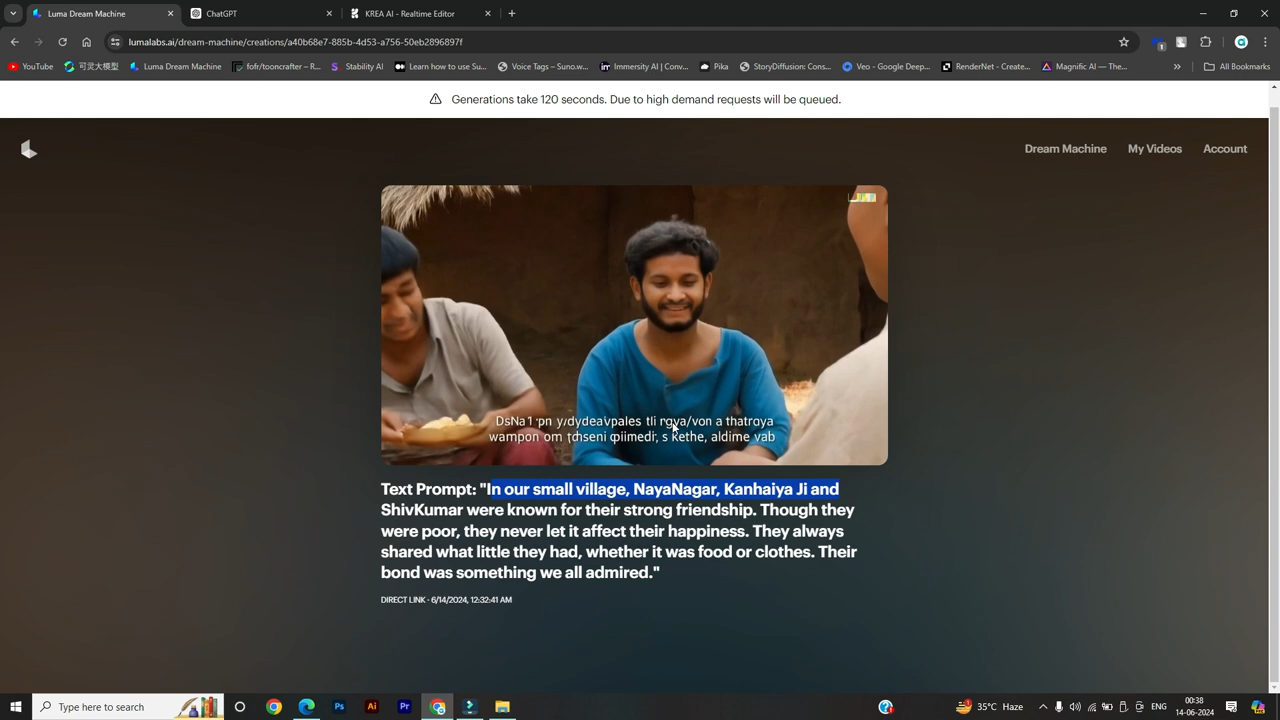 Luma Dream Machine
ChatGPT
KREA AI - Realtime Editor
lumalabs.ai/dream-machine/creations/a40b68e7-885b-4d53-a756-50eb2896897f
YouTube
可灵大模型
Luma Dream Machine
fofr/tooncrafter – R...
Stability AI
Learn how to use Su...
Voice Tags – Suno.w...
Immersity AI | Conv...
Pika
StoryDiffusion: Cons...
Veo - Google Deep...
RenderNet - Create...
Magnific AI — The...
All Bookmarks
Generations take 120 seconds. Due to high demand requests will be queued.
Dream Machine
My Videos
Account
Text Prompt: "In our small village, NayaNagar, Kanhaiya Ji and
ShivKumar were known for their strong friendship. Though they
were poor, they never let it affect their happiness. They always
shared what little they had, whether it was food or clothes. Their
bond was something we all admired."
DIRECT LINK · 6/14/2024, 12:32:41 AM
Type here to search
35°C Haze
ENG
00:38
14-06-2024